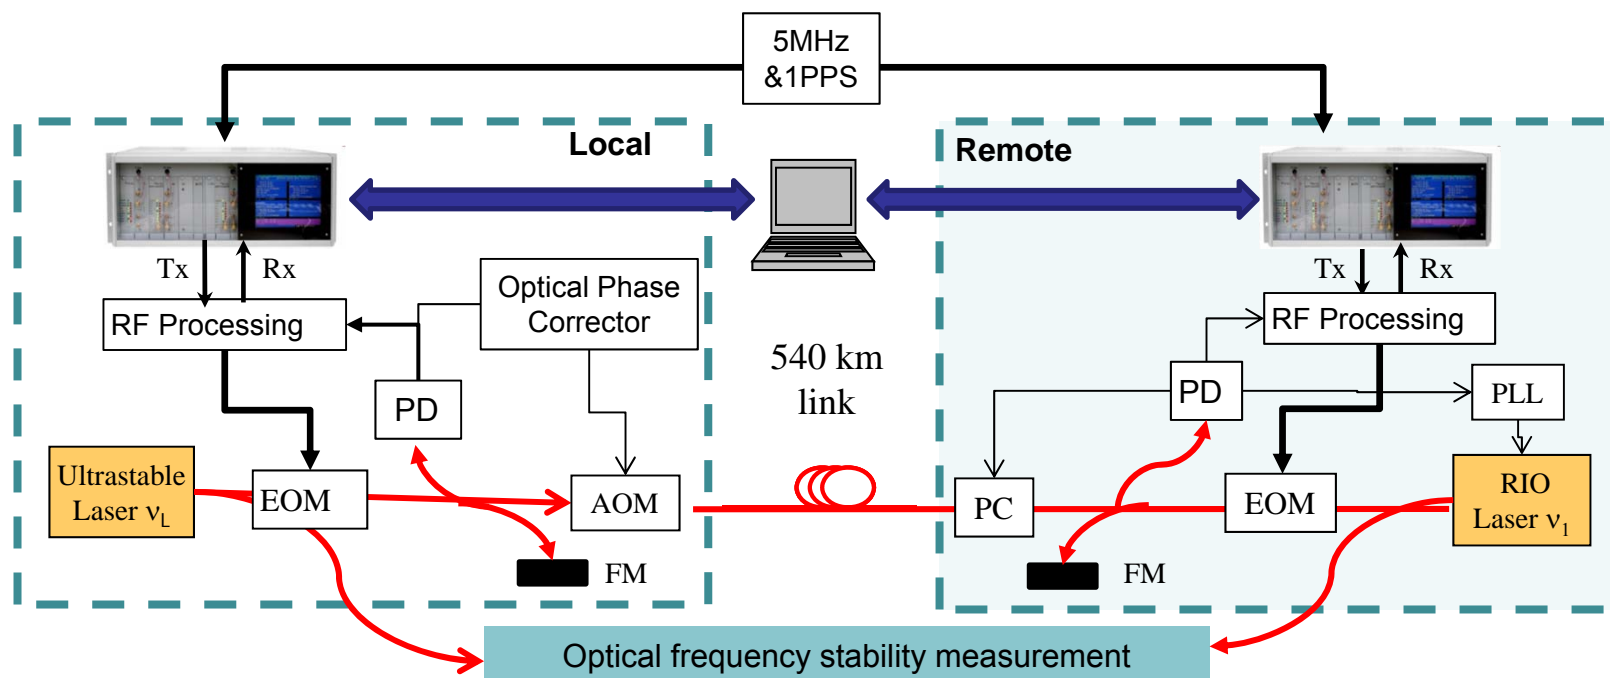 5MHz
&1PPS
Local
Remote
Tx
Rx
Tx
Rx
Optical Phase
Corrector
RF Processing
RF Processing
540 km
link
PD
PD
PLL
Ultrastable
Laser νL
EOM
AOM
PC
EOM
RIO
Laser ν1
FM
FM
Optical frequency stability measurement